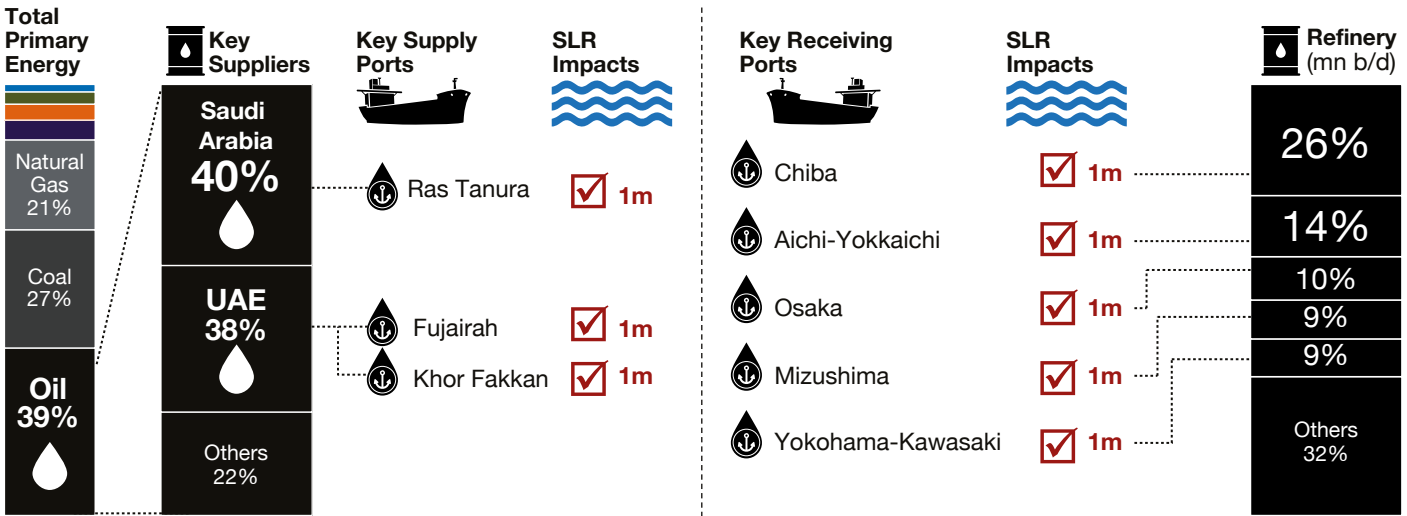 Total
Primary
Energy
Natural
Gas
21%
Coal
27%
Oil
39%
Key
Suppliers
Saudi
Arabia
40%
UAE
38%
Others
22%
Key Supply
Ports
Ras Tanura
Fujairah
Khor Fakkan
SLR
Impacts
1m
1m
1m
Key Receiving
Ports
Chiba
Aichi-Yokkaichi
Osaka
Mizushima
Yokohama-Kawasaki
SLR
Impacts
1m
1m
1m
1m
1m
Refinery
(mn b/d)
26%
14%
10%
9%
9%
Others
32%